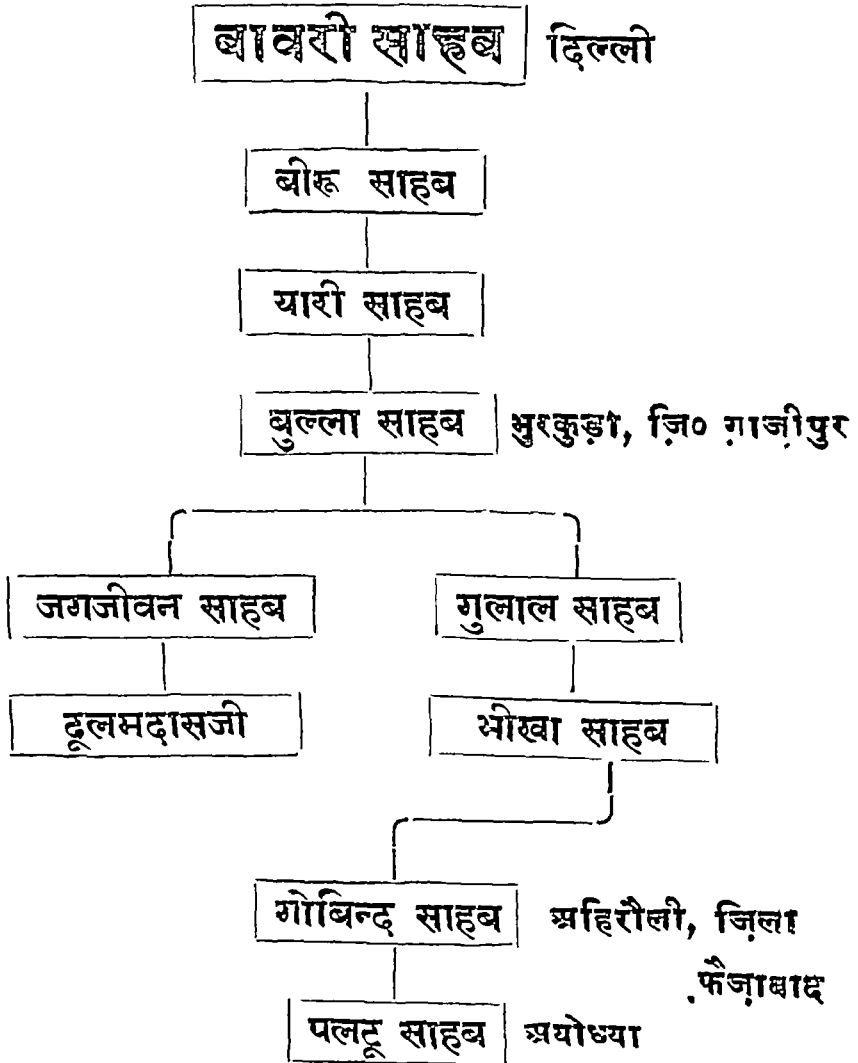 बावरी साहब दिल्ली
बीरू साहब
यारी साहब
बुल्ला साहब भुरकुड़ा, ज़ि० ग़ाज़ीपुर
जगजीवन साहब गुलाल साहब
दूलमदासजी भीखा साहब
गोबिन्द साहब अहिरौली, ज़िला
फ़ैज़ाबाद
पलटू साहब अयोध्या